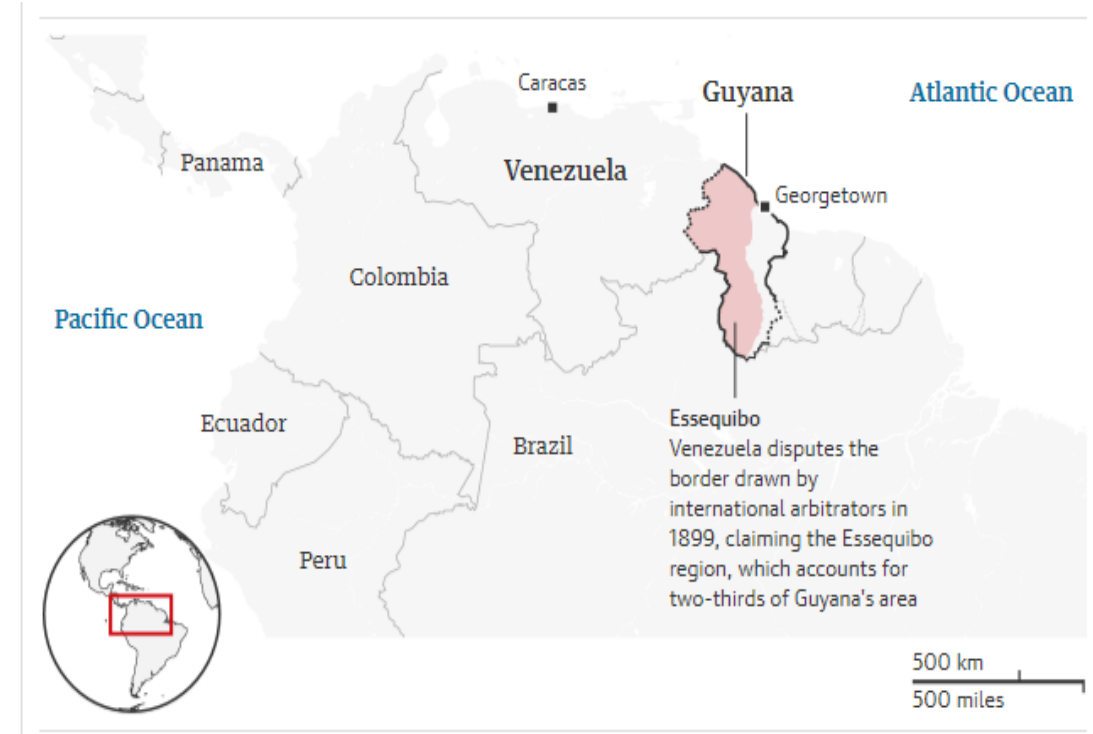 Caracas
Guyana
Atlantic Ocean
Panama
Venezuela
Georgetown
Colombia
Pacific Ocean
Ecuador
Brazil
Peru
Essequibo
Venezuela disputes the
border drawn by
international arbitrators in
1899, claiming the Essequibo
region, which accounts for
two-thirds of Guyana's area
500 km
500 miles